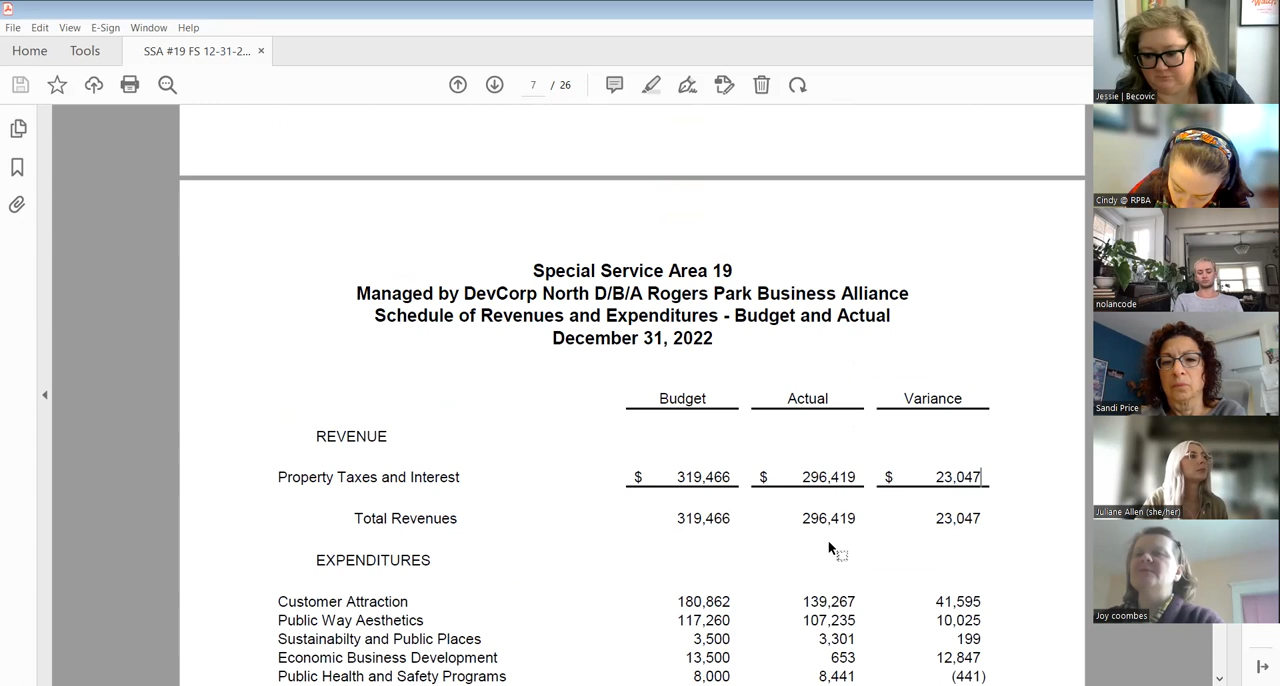 File Edit View E-Sign Window Help
Home Tools SSA #19 FS 12-31-2... ×
7 / 26
Special Service Area 19
Managed by DevCorp North D/B/A Rogers Park Business Alliance
Schedule of Revenues and Expenditures - Budget and Actual
December 31, 2022
Budget Actual Variance
REVENUE
Property Taxes and Interest $ 319,466 $ 296,419 $ 23,047
Total Revenues 319,466 296,419 23,047
EXPENDITURES
Customer Attraction 180,862 139,267 41,595
Public Way Aesthetics 117,260 107,235 10,025
Sustainabilty and Public Places 3,500 3,301 199
Economic Business Development 13,500 653 12,847
Public Health and Safety Programs 8,000 8,441 (441)
Jessie | Becovic
Cindy @ RPBA
nolancode
Sandi Price
Juliane Allen (she/her)
Joy coombes